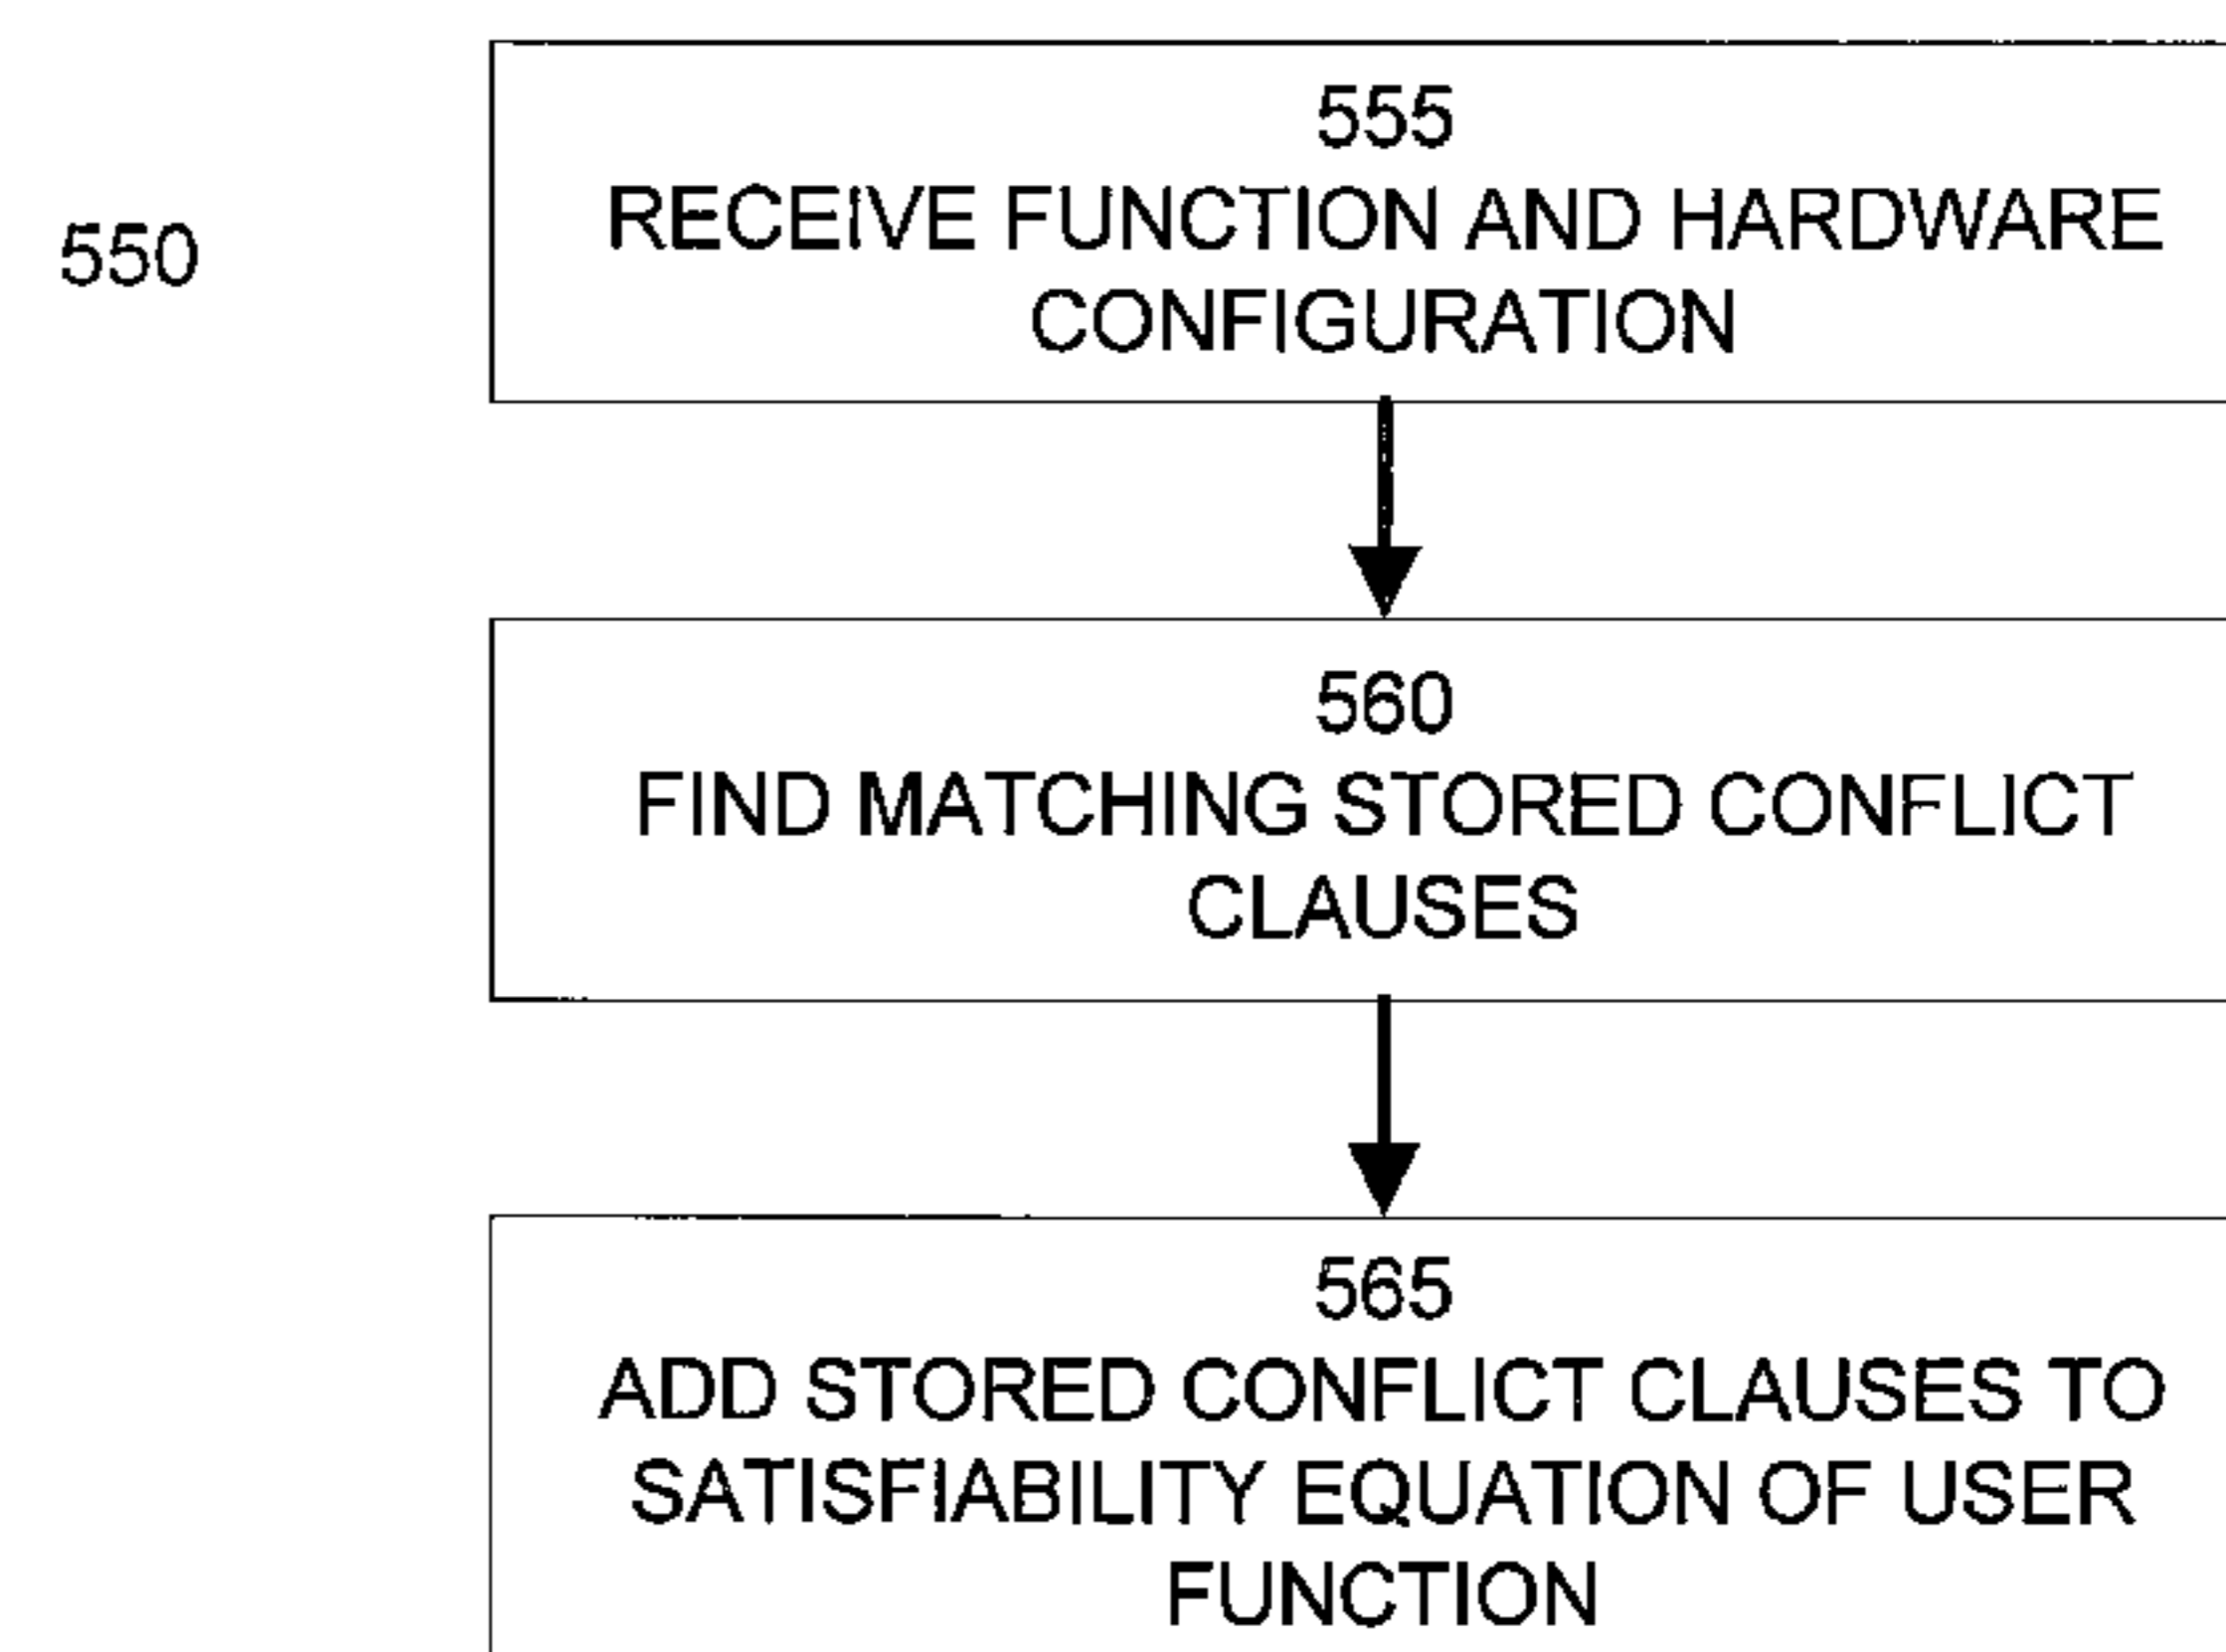 550
555
RECEIVE FUNCTION AND HARDWARE
CONFIGURATION
560
FIND MATCHING STORED CONFLICT
CLAUSES
565
ADD STORED CONFLICT CLAUSES TO
SATISFIABILITY EQUATION OF USER
FUNCTION